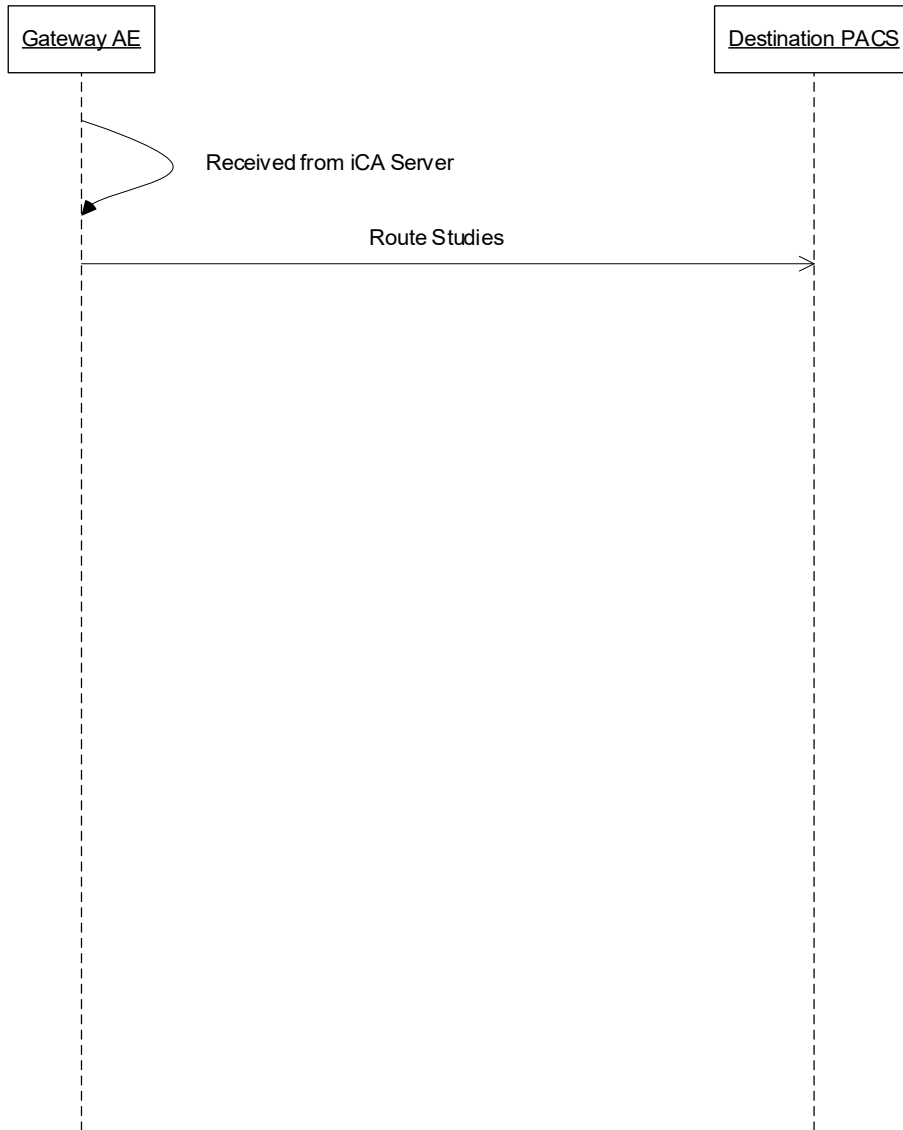 Gateway AE
Destination PACS
Received from iCA Server
Route Studies